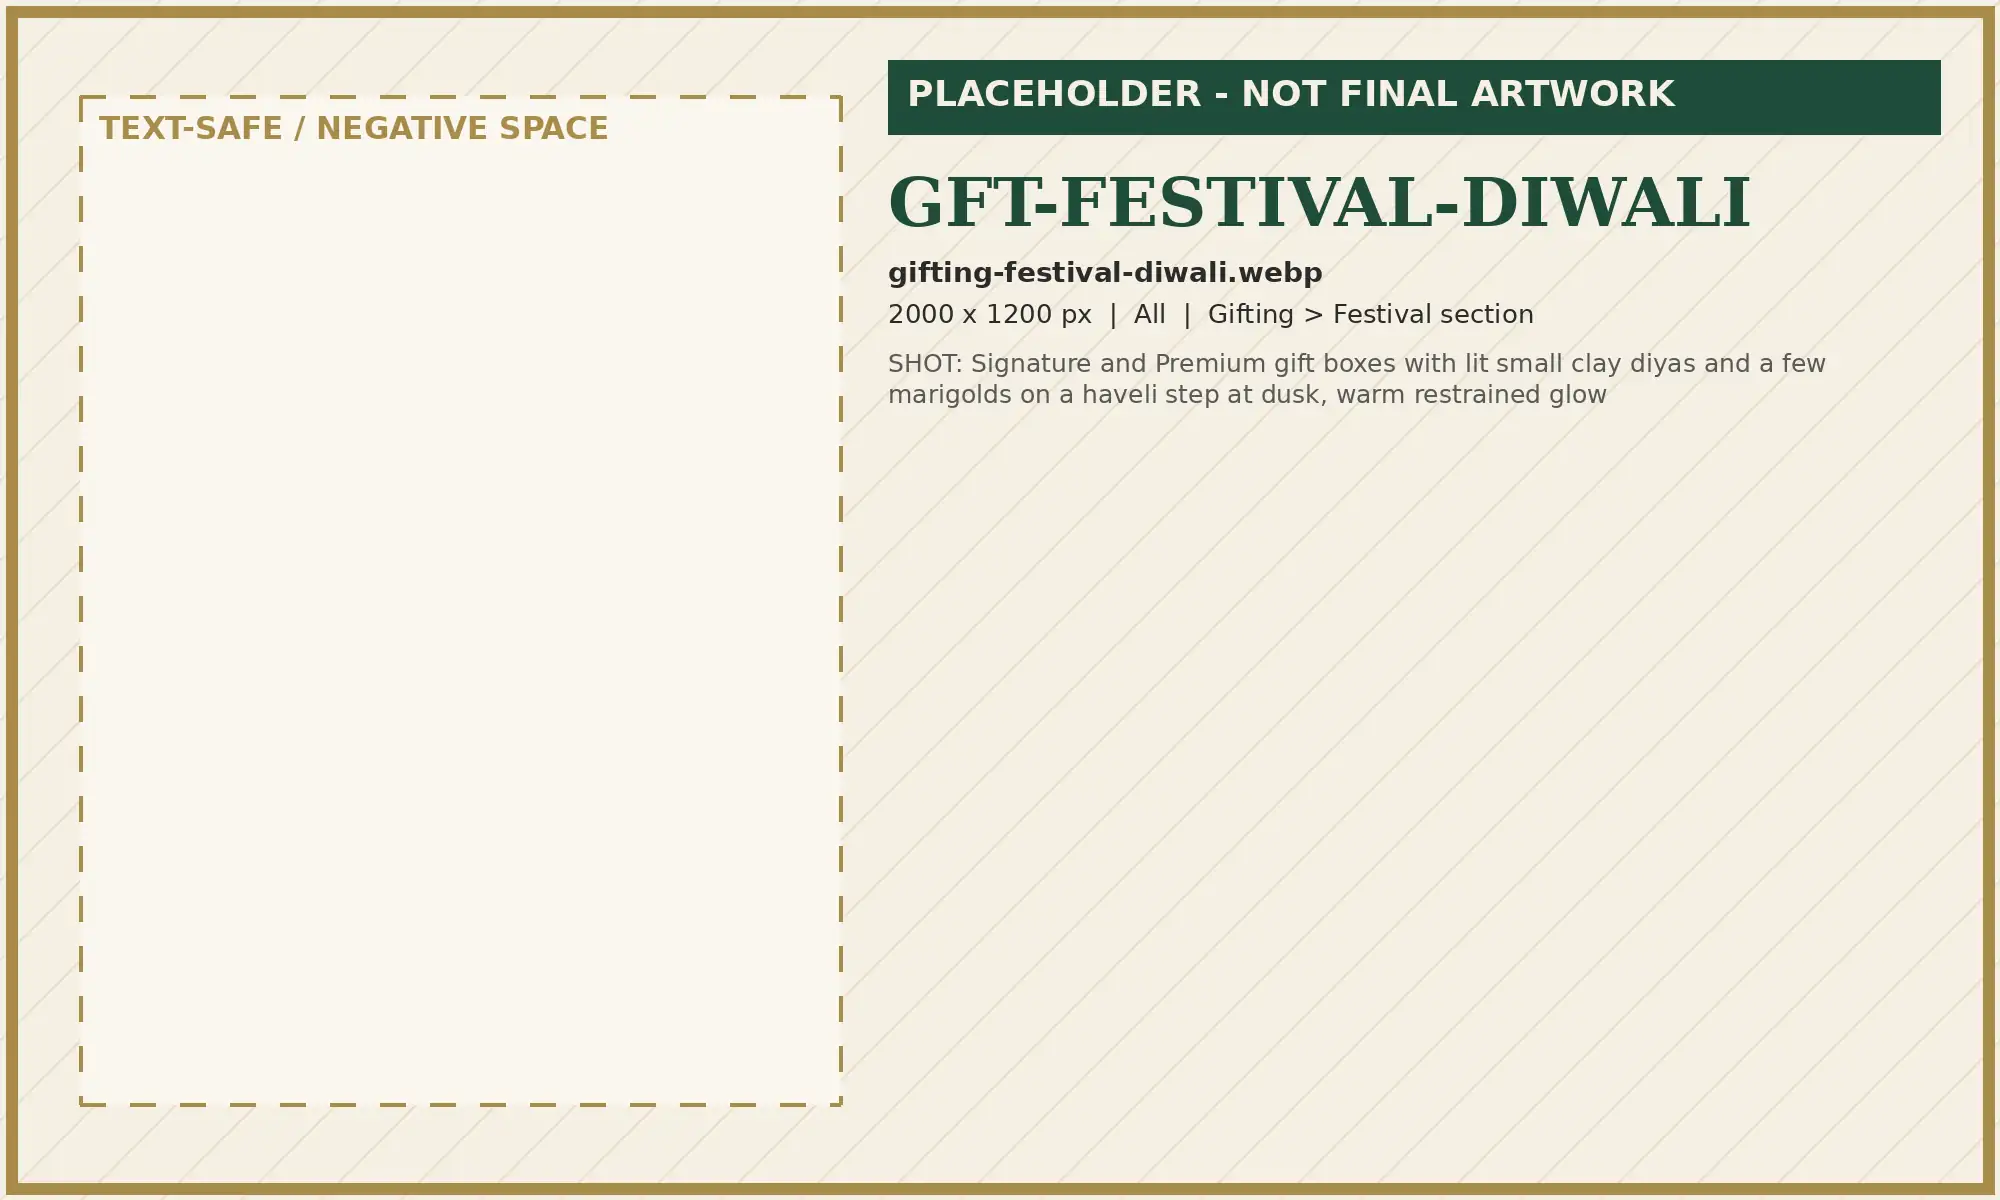 TEXT-SAFE / NEGATIVE SPACE
PLACEHOLDER - NOT FINAL ARTWORK
GFT-FESTIVAL-DIWALI
gifting-festival-diwali.webp
2000 x 1200 px | All | Gifting > Festival section
SHOT: Signature and Premium gift boxes with lit small clay diyas and a few
marigolds on a haveli step at dusk, warm restrained glow